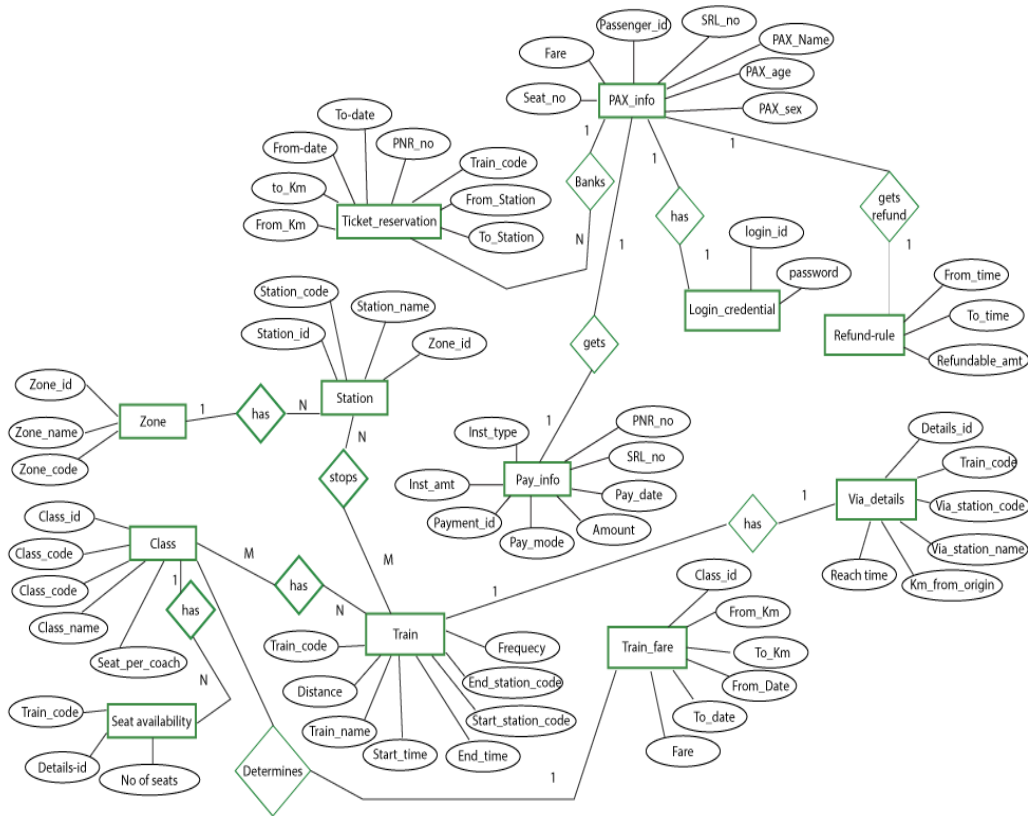 Passenger_id
SRL_no
PAX_Name
Fare
PAX_age
Seat_no
PAX_info
PAX_sex
1
1
1
1
To-date
From-date
PNR_no
Train_code
to_Km
From_Station
From_Km
Ticket_reservation
To_Station
Banks
N
has
1
gets
refund
1
1
login_id
password
Login_credential
From_time
To_time
Refund-rule
Refundable_amt
gets
1
Station_code
Station_name
Station_id
Zone_id
Station
Zone_id
Zone_name
Zone
Zone_code
1
has
N
N
stops
M
Inst_type
PNR_no
SRL_no
Inst_amt
Pay_info
Pay_date
Payment_id
Amount
Pay_mode
Details_id
Train_code
Via_details
Via_station_code
Via_station_name
Reach time
Km_from_origin
has
1
1
Class_id
Class_code
Class
Class_code
Class_name
Seat_per_coach
M
has
N
1
has
N
Train_code
Train
Frequecy
End_station_code
Distance
Start_station_code
Train_name
Start_time
End_time
Class_id
From_Km
Train_fare
To_Km
From_Date
To_date
Fare
Train_code
Seat availability
Details-id
No of seats
Determines
1